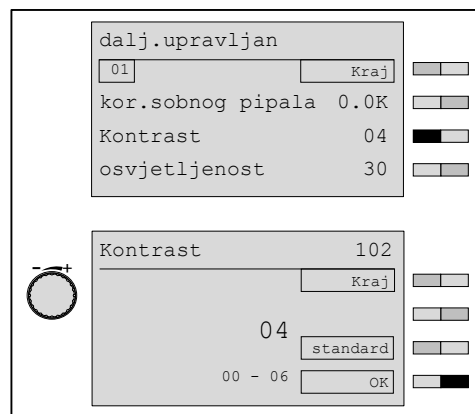 dalj.upravljan
01 Kraj
kor.sobnog pipala 0.0K
Kontrast 04
osvjetljenost 30
Kontrast 102
Kraj
- +
04
standard
00 - 06 OK